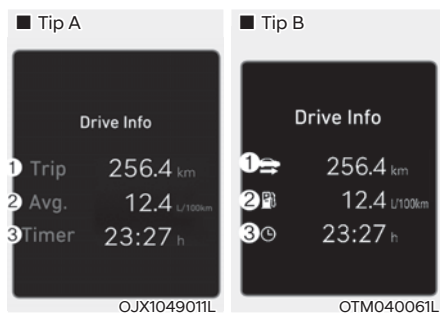 ■ Tip A
Drive Info
1 Trip 256.4 km
2 Avg. 12.4 L/100km
3 Timer 23:27 h
OJX1049011L
■ Tip B
Drive Info
1 256.4 km
2 12.4 L/100km
3 23:27 h
OTM040061L